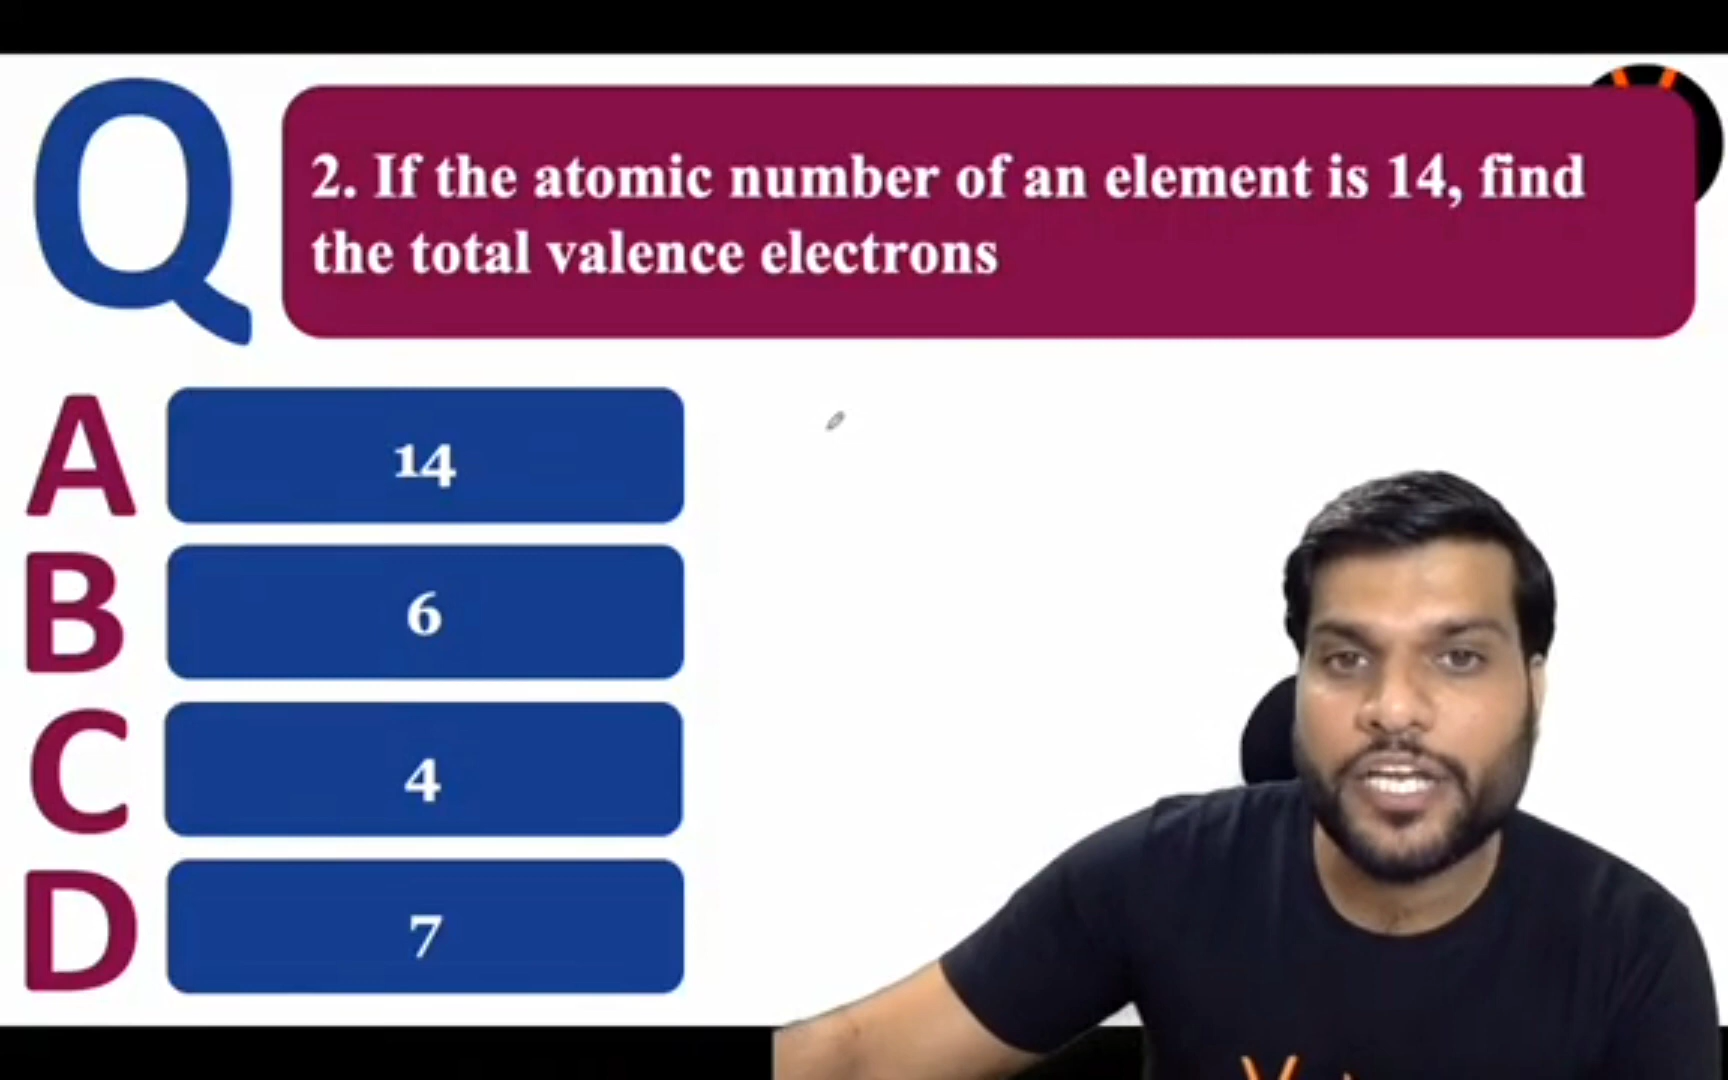 Q
2. If the atomic number of an element is 14, find
the total valence electrons
A 14
B 6
C 4
D 7